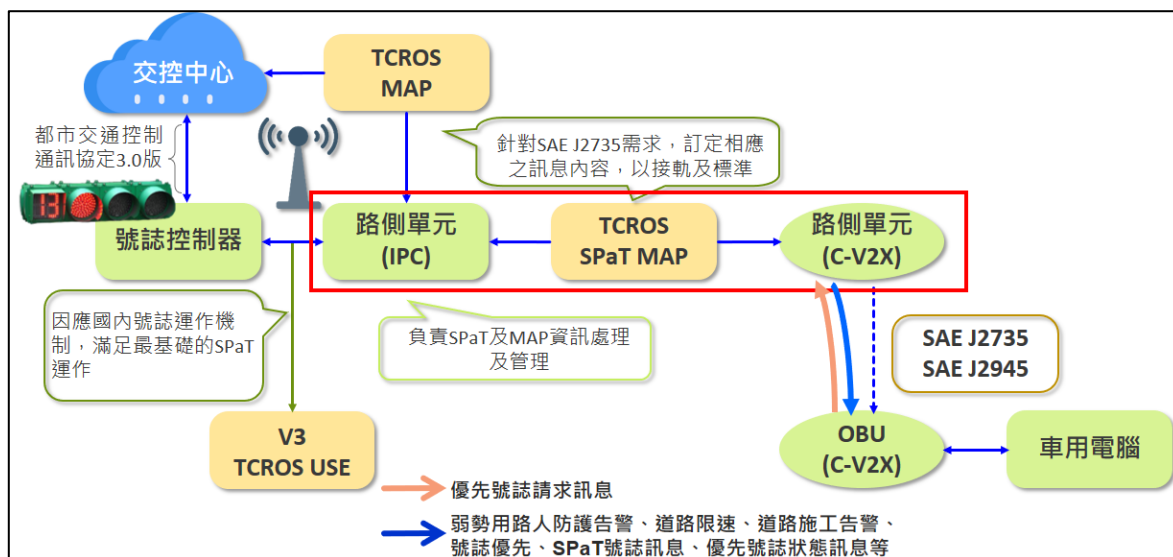 交控中心
TCROS
MAP
都市交通控制
通訊協定3.0版
針對SAE J2735需求，訂定相應
之訊息內容，以接軌及標準
13
號誌控制器
路側單元
(IPC)
TCROS
SPaT MAP
路側單元
(C-V2X)
因應國內號誌運作機
制，滿足最基礎的SPaT
運作
負責SPaT及MAP資訊處理
及管理
SAE J2735
SAE J2945
V3
TCROS USE
OBU
(C-V2X)
車用電腦
優先號誌請求訊息
弱勢用路人防護告警、道路限速、道路施工告警、
號誌優先、SPaT號誌訊息、優先號誌狀態訊息等